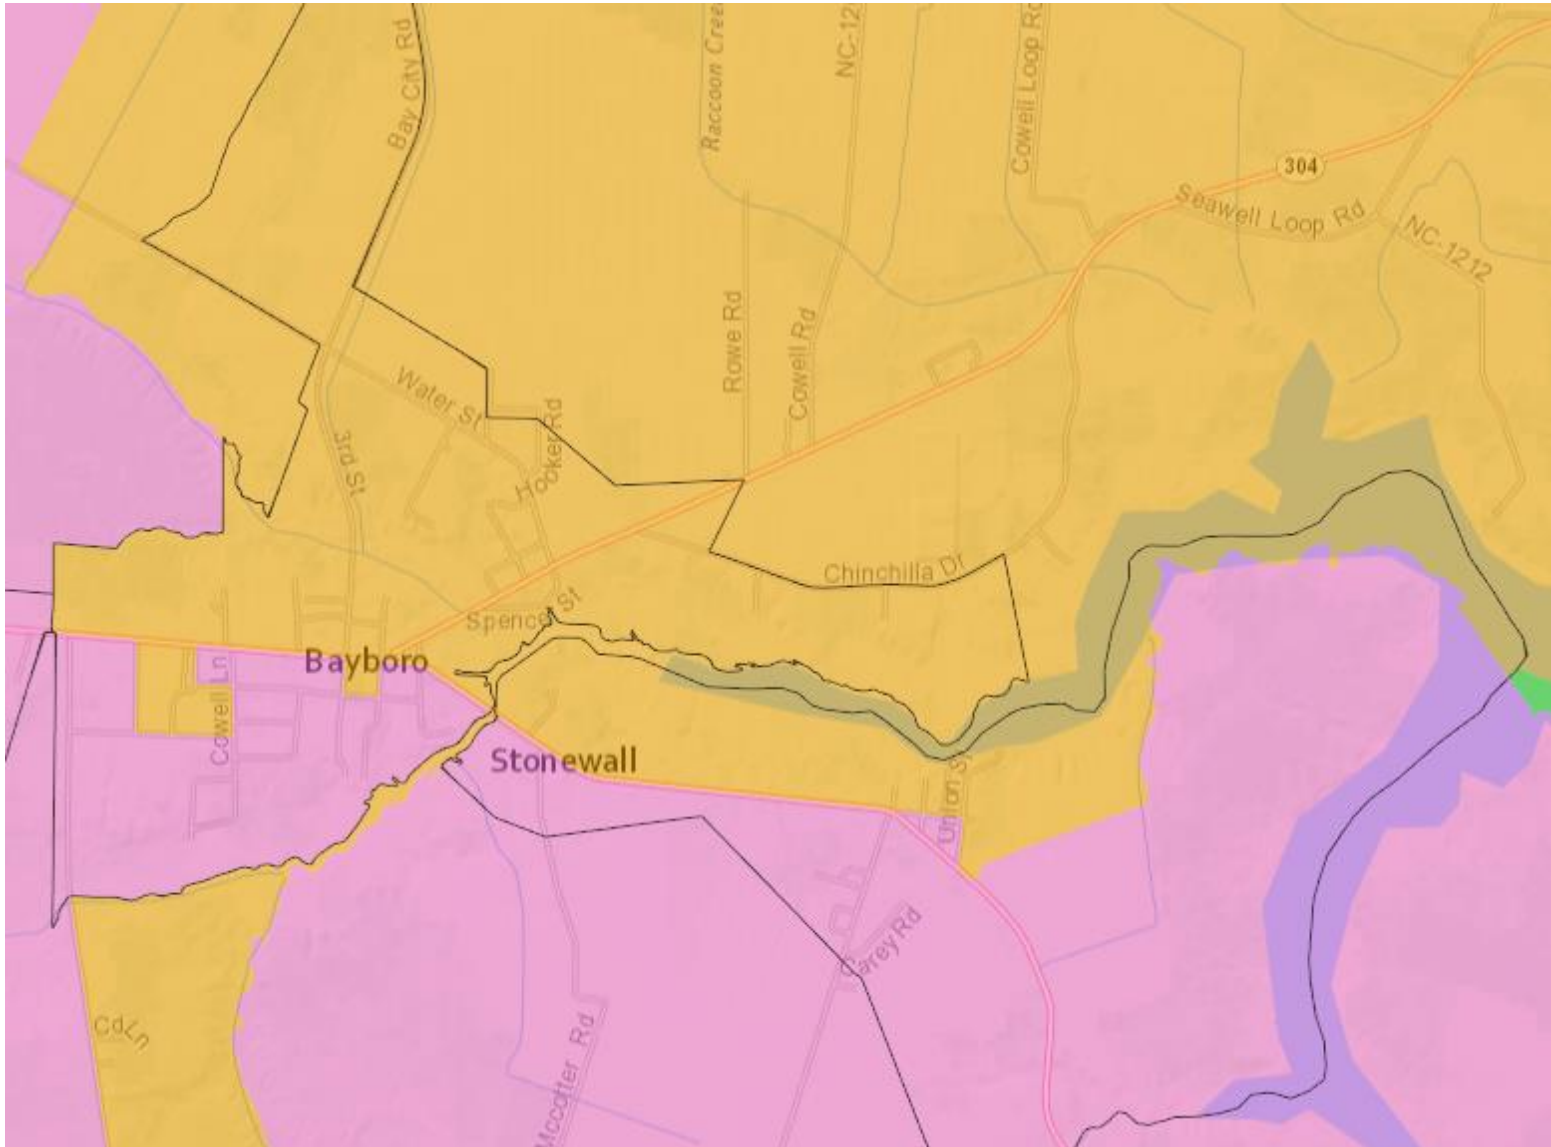 Bay City Rd
Raccoon Cree
NC-12
Cowell Loop Rd
304
Seawell Loop Rd
NC-1212
Rowe Rd
Cowell Rd
Water St
Hooker Rd
3rd St
Chinchilla Dr
Spencer St
Bayboro
Cowell Ln
Stonewall
Union St
Carey Rd
Cd Ln
Mccotter Rd